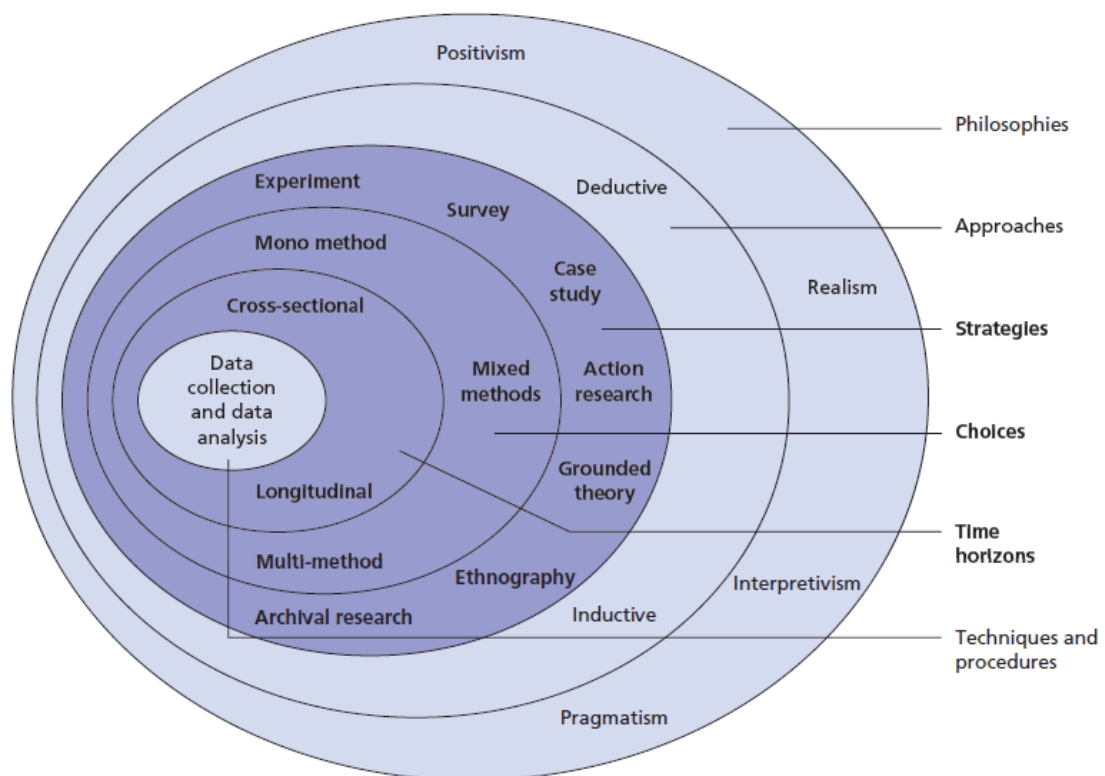 Positivism
Philosophies
Experiment
Deductive
Survey
Approaches
Mono method
Case
study
Realism
Cross-sectional
Strategies
Data
collection
and data
analysis
Mixed
methods
Action
research
Choices
Grounded
theory
Longitudinal
Time
horizons
Multi-method
Ethnography
Interpretivism
Archival research
Inductive
Techniques and
procedures
Pragmatism